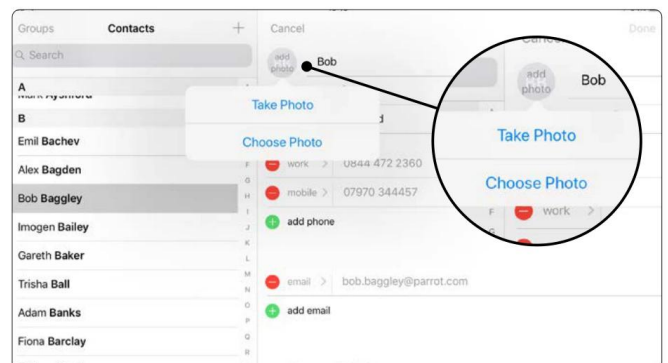 Groups
Contacts
+
Search
A
Mark Aynsford
B
Emil Bachev
Alex Bagden
Bob Baggley
Imogen Bailey
Gareth Baker
Trisha Ball
Adam Banks
Fiona Barclay
F
G
H
I
J
K
L
M
N
O
P
Q
R
Cancel
Done
add photo
Bob
Take Photo
Choose Photo
work > 0844 472 2360
mobile > 07970 344457
add phone
email > bob.baggley@parrot.com
add email
add
photo
Bob
Take Photo
Choose Photo
work >
F